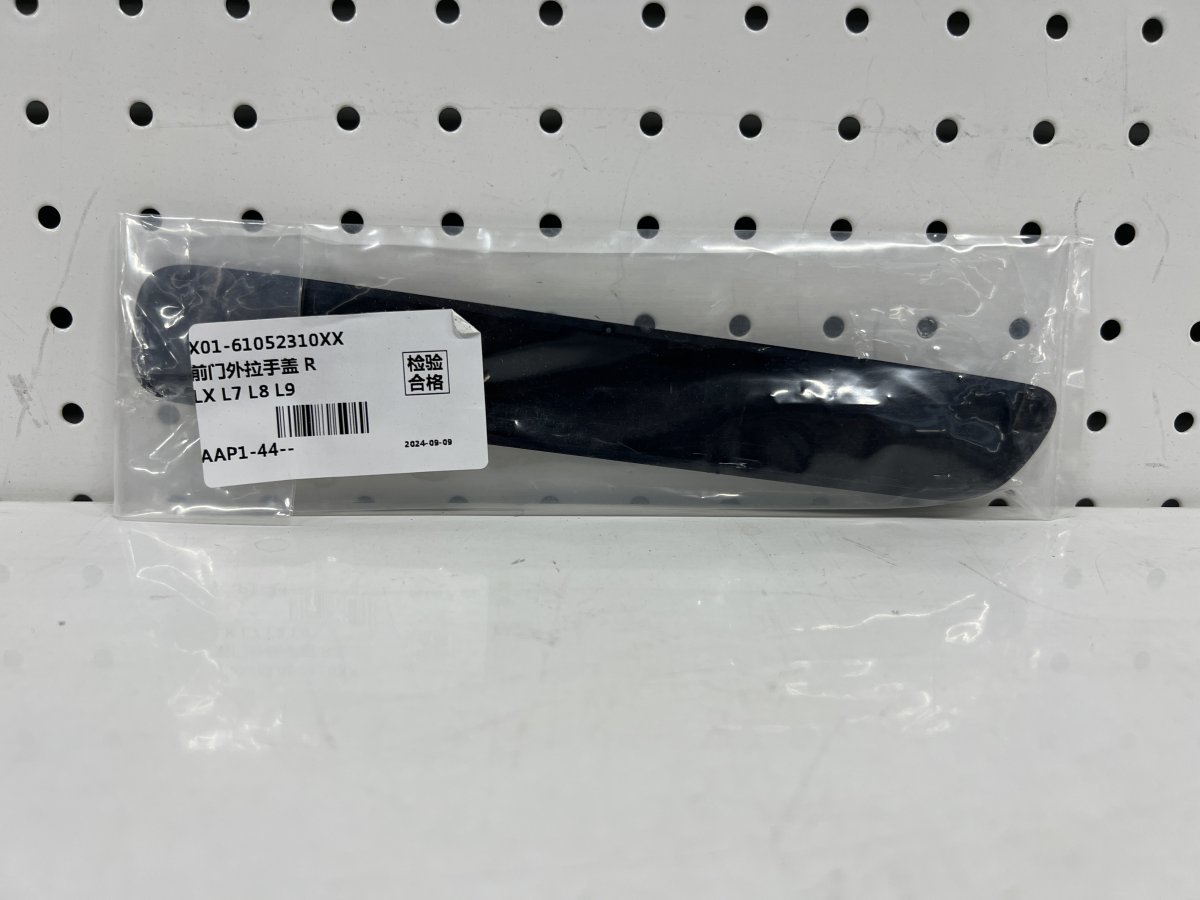 X01-61052310XX
前门外拉手盖 R
LX L7 L8 L9
检验
合格
AAP1-44--
2024-09-09